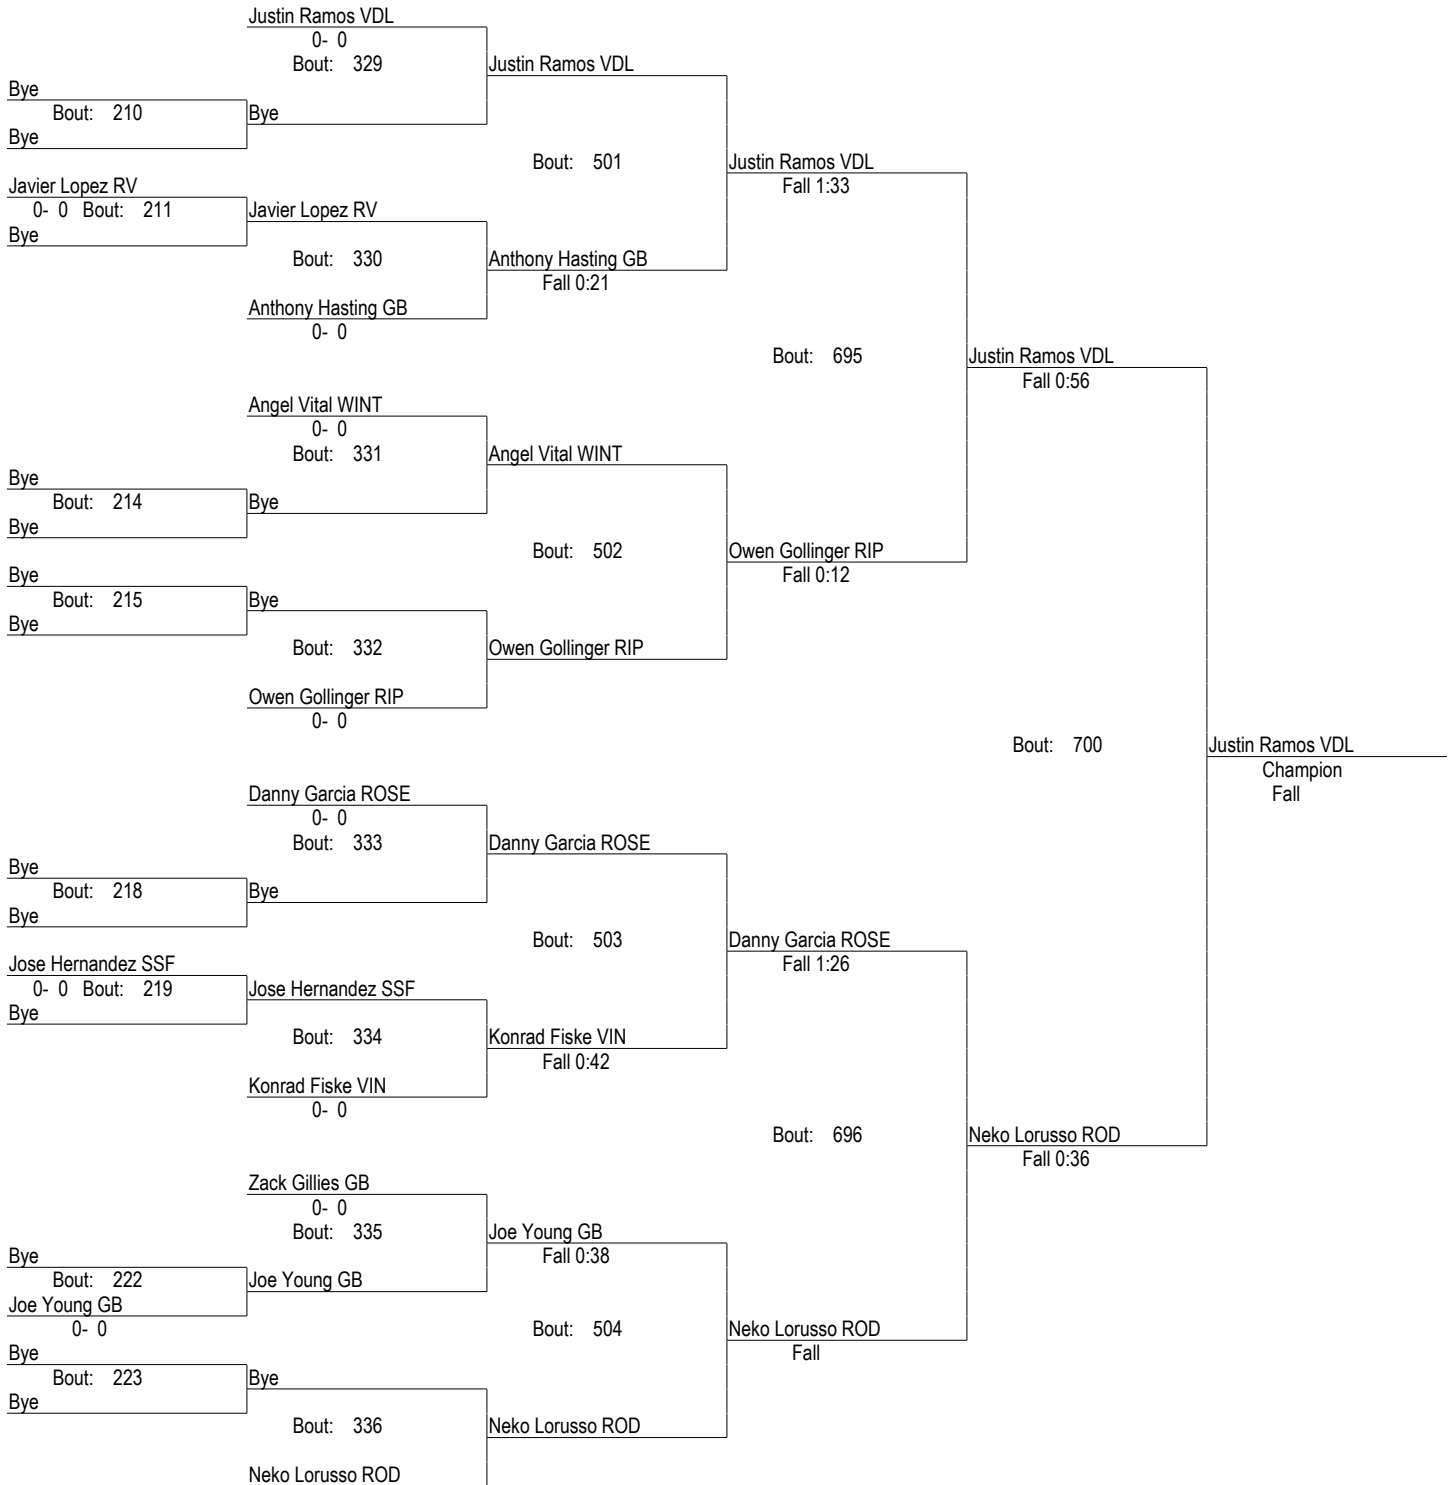 Justin Ramos VDL
0- 0
Bout: 329
Justin Ramos VDL
Bye
Bout: 210
Bye
Bye
Bout: 501
Justin Ramos VDL
Fall 1:33
Javier Lopez RV
0- 0 Bout: 211
Javier Lopez RV
Bye
Bout: 330
Anthony Hasting GB
Fall 0:21
Anthony Hasting GB
0- 0
Bout: 695
Justin Ramos VDL
Fall 0:56
Angel Vital WINT
0- 0
Bout: 331
Angel Vital WINT
Bye
Bout: 214
Bye
Bye
Bout: 502
Owen Gollinger RIP
Fall 0:12
Bye
Bout: 215
Bye
Bye
Bout: 332
Owen Gollinger RIP
Owen Gollinger RIP
0- 0
Bout: 700
Justin Ramos VDL
Champion
Fall
Danny Garcia ROSE
0- 0
Bout: 333
Danny Garcia ROSE
Bye
Bout: 218
Bye
Bye
Bout: 503
Danny Garcia ROSE
Fall 1:26
Jose Hernandez SSF
0- 0 Bout: 219
Jose Hernandez SSF
Bye
Bout: 334
Konrad Fiske VIN
Fall 0:42
Konrad Fiske VIN
0- 0
Bout: 696
Neko Lorusso ROD
Fall 0:36
Zack Gillies GB
0- 0
Bout: 335
Joe Young GB
Fall 0:38
Bye
Bout: 222
Joe Young GB
Joe Young GB
0- 0
Bout: 504
Neko Lorusso ROD
Fall
Bye
Bout: 223
Bye
Bye
Bout: 336
Neko Lorusso ROD
Neko Lorusso ROD